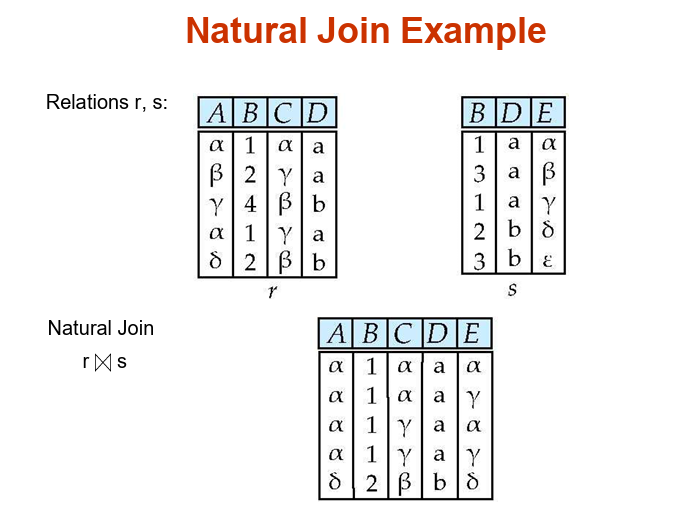 Natural Join Example
Relations r, s:
A B C D
α 1 α a
β 2 γ a
γ 4 β b
α 1 γ a
δ 2 β b
r
B D E
1 a α
3 a β
1 a γ
2 b δ
3 b ε
s
Natural Join
r ⋈ s
A B C D E
α 1 α a α
α 1 α a γ
α 1 γ a α
α 1 γ a γ
δ 2 β b δ